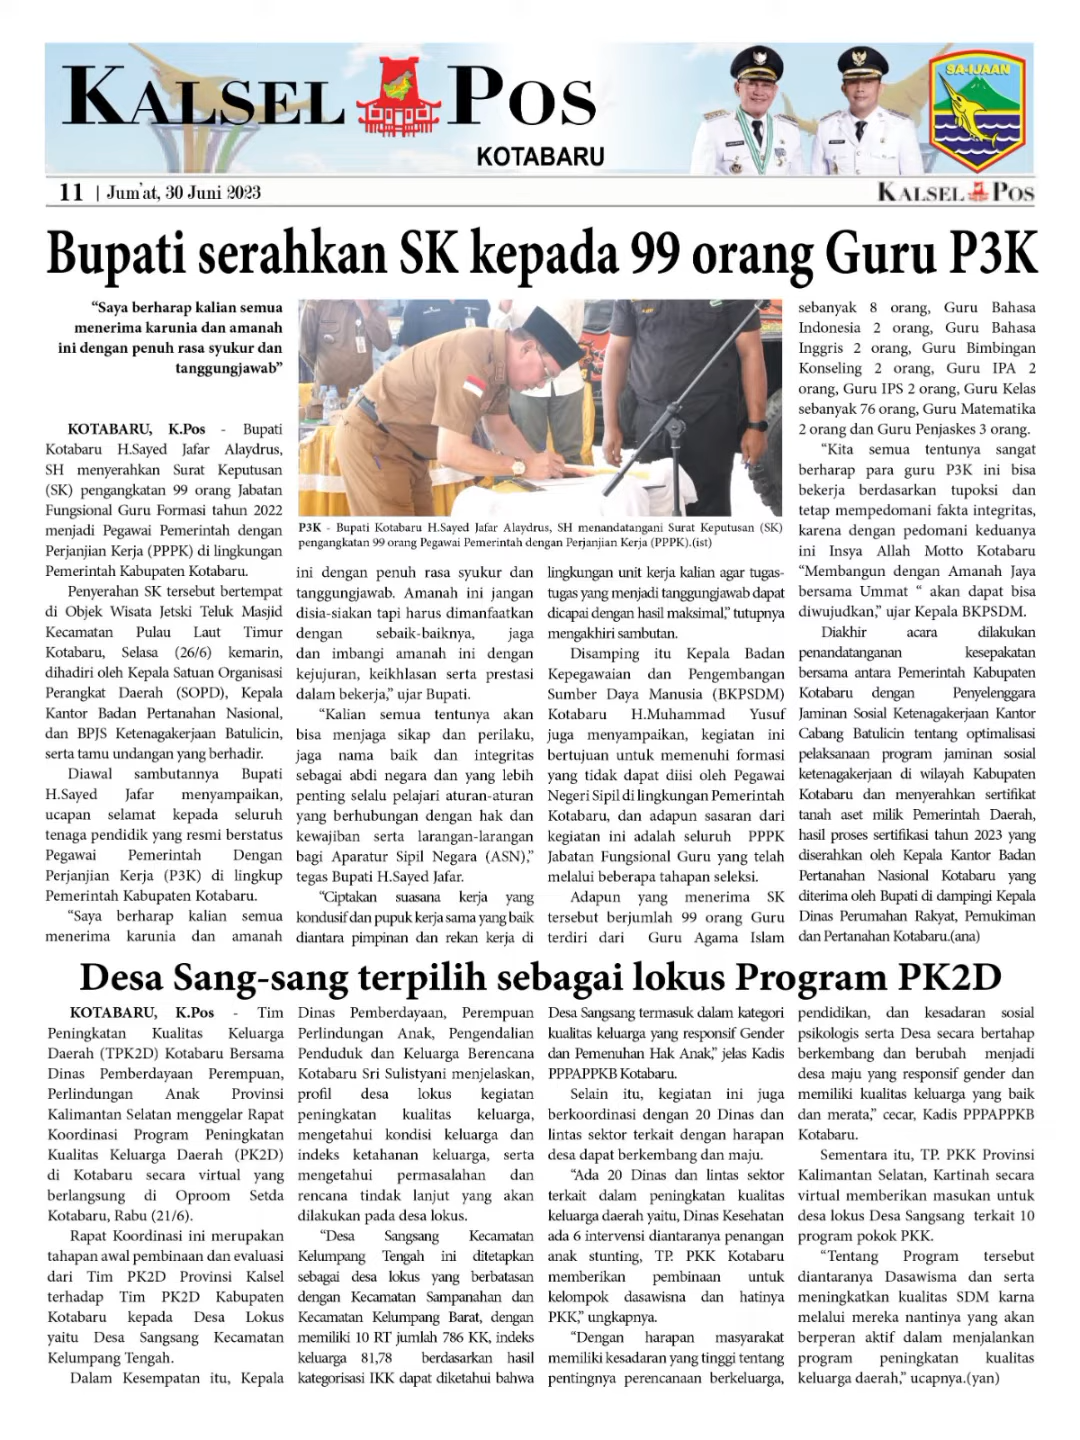 KALSEL POS
KOTABARU
SA-IJAAN
11 | Jum'at, 30 Juni 2023
KALSEL POS
Bupati serahkan SK kepada 99 orang Guru P3K
“Saya berharap kalian semua
menerima karunia dan amanah
ini dengan penuh rasa syukur dan
tanggungjawab”
KOTABARU, K.Pos - Bupati
Kotabaru H.Sayed Jafar Alaydrus,
SH menyerahkan Surat Keputusan
(SK) pengangkatan 99 orang Jabatan
Fungsional Guru Formasi tahun 2022
menjadi Pegawai Pemerintah dengan
Perjanjian Kerja (PPPK) di lingkungan
Pemerintah Kabupaten Kotabaru.
Penyerahan SK tersebut bertempat
di Objek Wisata Jetski Teluk Masjid
Kecamatan Pulau Laut Timur
Kotabaru, Selasa (26/6) kemarin,
dihadiri oleh Kepala Satuan Organisasi
Perangkat Daerah (SOPD), Kepala
Kantor Badan Pertanahan Nasional,
dan BPJS Ketenagakerjaan Batulicin,
serta tamu undangan yang berhadir.
Diawal sambutannya Bupati
H.Sayed Jafar menyampaikan,
ucapan selamat kepada seluruh
tenaga pendidik yang resmi berstatus
Pegawai Pemerintah Dengan
Perjanjian Kerja (P3K) di lingkup
Pemerintah Kabupaten Kotabaru.
“Saya berharap kalian semua
menerima karunia dan amanah
P3K - Bupati Kotabaru H.Sayed Jafar Alaydrus, SH menandatangani Surat Keputusan (SK)
pengangkatan 99 orang Pegawai Pemerintah dengan Perjanjian Kerja (PPPK).(ist)
ini dengan penuh rasa syukur dan
tanggungjawab. Amanah ini jangan
disia-siakan tapi harus dimanfaatkan
dengan sebaik-baiknya, jaga
dan imbangi amanah ini dengan
kejujuran, keikhlasan serta prestasi
dalam bekerja,” ujar Bupati.
“Kalian semua tentunya akan
bisa menjaga sikap dan perilaku,
jaga nama baik dan integritas
sebagai abdi negara dan yang lebih
penting selalu pelajari aturan-aturan
yang berhubungan dengan hak dan
kewajiban serta larangan-larangan
bagi Aparatur Sipil Negara (ASN),”
tegas Bupati H.Sayed Jafar.
“Ciptakan suasana kerja yang
kondusif dan pupuk kerja sama yang baik
diantara pimpinan dan rekan kerja di
lingkungan unit kerja kalian agar tugas-
tugas yang menjadi tanggungjawab dapat
dicapai dengan hasil maksimal,” tutupnya
mengakhiri sambutan.
Disamping itu Kepala Badan
Kepegawaian dan Pengembangan
Sumber Daya Manusia (BKPSDM)
Kotabaru H.Muhammad Yusuf
juga menyampaikan, kegiatan ini
bertujuan untuk memenuhi formasi
yang tidak dapat diisi oleh Pegawai
Negeri Sipil di lingkungan Pemerintah
Kotabaru, dan adapun sasaran dari
kegiatan ini adalah seluruh PPPK
Jabatan Fungsional Guru yang telah
melalui beberapa tahapan seleksi.
Adapun yang menerima SK
tersebut berjumlah 99 orang Guru
terdiri dari Guru Agama Islam
sebanyak 8 orang, Guru Bahasa
Indonesia 2 orang, Guru Bahasa
Inggris 2 orang, Guru Bimbingan
Konseling 2 orang, Guru IPA 2
orang, Guru IPS 2 orang, Guru Kelas
sebanyak 76 orang, Guru Matematika
2 orang dan Guru Penjaskes 3 orang.
“Kita semua tentunya sangat
berharap para guru P3K ini bisa
bekerja berdasarkan tupoksi dan
tetap mempedomani fakta integritas,
karena dengan pedomani keduanya
ini Insya Allah Motto Kotabaru
“Membangun dengan Amanah Jaya
bersama Ummat “ akan dapat bisa
diwujudkan,” ujar Kepala BKPSDM.
Diakhir acara dilakukan
penandatanganan kesepakatan
bersama antara Pemerintah Kabupaten
Kotabaru dengan Penyelenggara
Jaminan Sosial Ketenagakerjaan Kantor
Cabang Batulicin tentang optimalisasi
pelaksanaan program jaminan sosial
ketenagakerjaan di wilayah Kabupaten
Kotabaru dan menyerahkan sertifikat
tanah aset milik Pemerintah Daerah,
hasil proses sertifikasi tahun 2023 yang
diserahkan oleh Kepala Kantor Badan
Pertanahan Nasional Kotabaru yang
diterima oleh Bupati di dampingi Kepala
Dinas Perumahan Rakyat, Pemukiman
dan Pertanahan Kotabaru.(ana)
Desa Sang-sang terpilih sebagai lokus Program PK2D
KOTABARU, K.Pos - Tim
Peningkatan Kualitas Keluarga
Daerah (TPK2D) Kotabaru Bersama
Dinas Pemberdayaan Perempuan,
Perlindungan Anak Provinsi
Kalimantan Selatan menggelar Rapat
Koordinasi Program Peningkatan
Kualitas Keluarga Daerah (PK2D)
di Kotabaru secara virtual yang
berlangsung di Oproom Setda
Kotabaru, Rabu (21/6).
Rapat Koordinasi ini merupakan
tahapan awal pembinaan dan evaluasi
dari Tim PK2D Provinsi Kalsel
terhadap Tim PK2D Kabupaten
Kotabaru kepada Desa Lokus
yaitu Desa Sangsang Kecamatan
Kelumpang Tengah.
Dalam Kesempatan itu, Kepala
Dinas Pemberdayaan, Perempuan
Perlindungan Anak, Pengendalian
Penduduk dan Keluarga Berencana
Kotabaru Sri Sulistyani menjelaskan,
profil desa lokus kegiatan
peningkatan kualitas keluarga,
mengetahui kondisi keluarga dan
indeks ketahanan keluarga, serta
mengetahui permasalahan dan
rencana tindak lanjut yang akan
dilakukan pada desa lokus.
“Desa Sangsang Kecamatan
Kelumpang Tengah ini ditetapkan
sebagai desa lokus yang berbatasan
dengan Kecamatan Sampanahan dan
Kecamatan Kelumpang Barat, dengan
memiliki 10 RT jumlah 786 KK, indeks
keluarga 81,78 berdasarkan hasil
kategorisasi IKK dapat diketahui bahwa
Desa Sangsang termasuk dalam kategori
kualitas keluarga yang responsif Gender
dan Pemenuhan Hak Anak,” jelas Kadis
PPPAPPKB Kotabaru.
Selain itu, kegiatan ini juga
berkoordinasi dengan 20 Dinas dan
lintas sektor terkait dengan harapan
desa dapat berkembang dan maju.
“Ada 20 Dinas dan lintas sektor
terkait dalam peningkatan kualitas
keluarga daerah yaitu, Dinas Kesehatan
ada 6 intervensi diantaranya penangan
anak stunting, TP. PKK Kotabaru
memberikan pembinaan untuk
kelompok dasawisna dan hatinya
PKK,” ungkapnya.
“Dengan harapan masyarakat
memiliki kesadaran yang tinggi tentang
pentingnya perencanaan berkeluarga,
pendidikan, dan kesadaran sosial
psikologis serta Desa secara bertahap
berkembang dan berubah menjadi
desa maju yang responsif gender dan
memiliki kualitas keluarga yang baik
dan merata,” cecar, Kadis PPPAPPKB
Kotabaru.
Sementara itu, TP. PKK Provinsi
Kalimantan Selatan, Kartinah secara
virtual memberikan masukan untuk
desa lokus Desa Sangsang terkait 10
program pokok PKK.
“Tentang Program tersebut
diantaranya Dasawisma dan serta
meningkatkan kualitas SDM karna
melalui mereka nantinya yang akan
berperan aktif dalam menjalankan
program peningkatan kualitas
keluarga daerah,” ucapnya.(yan)